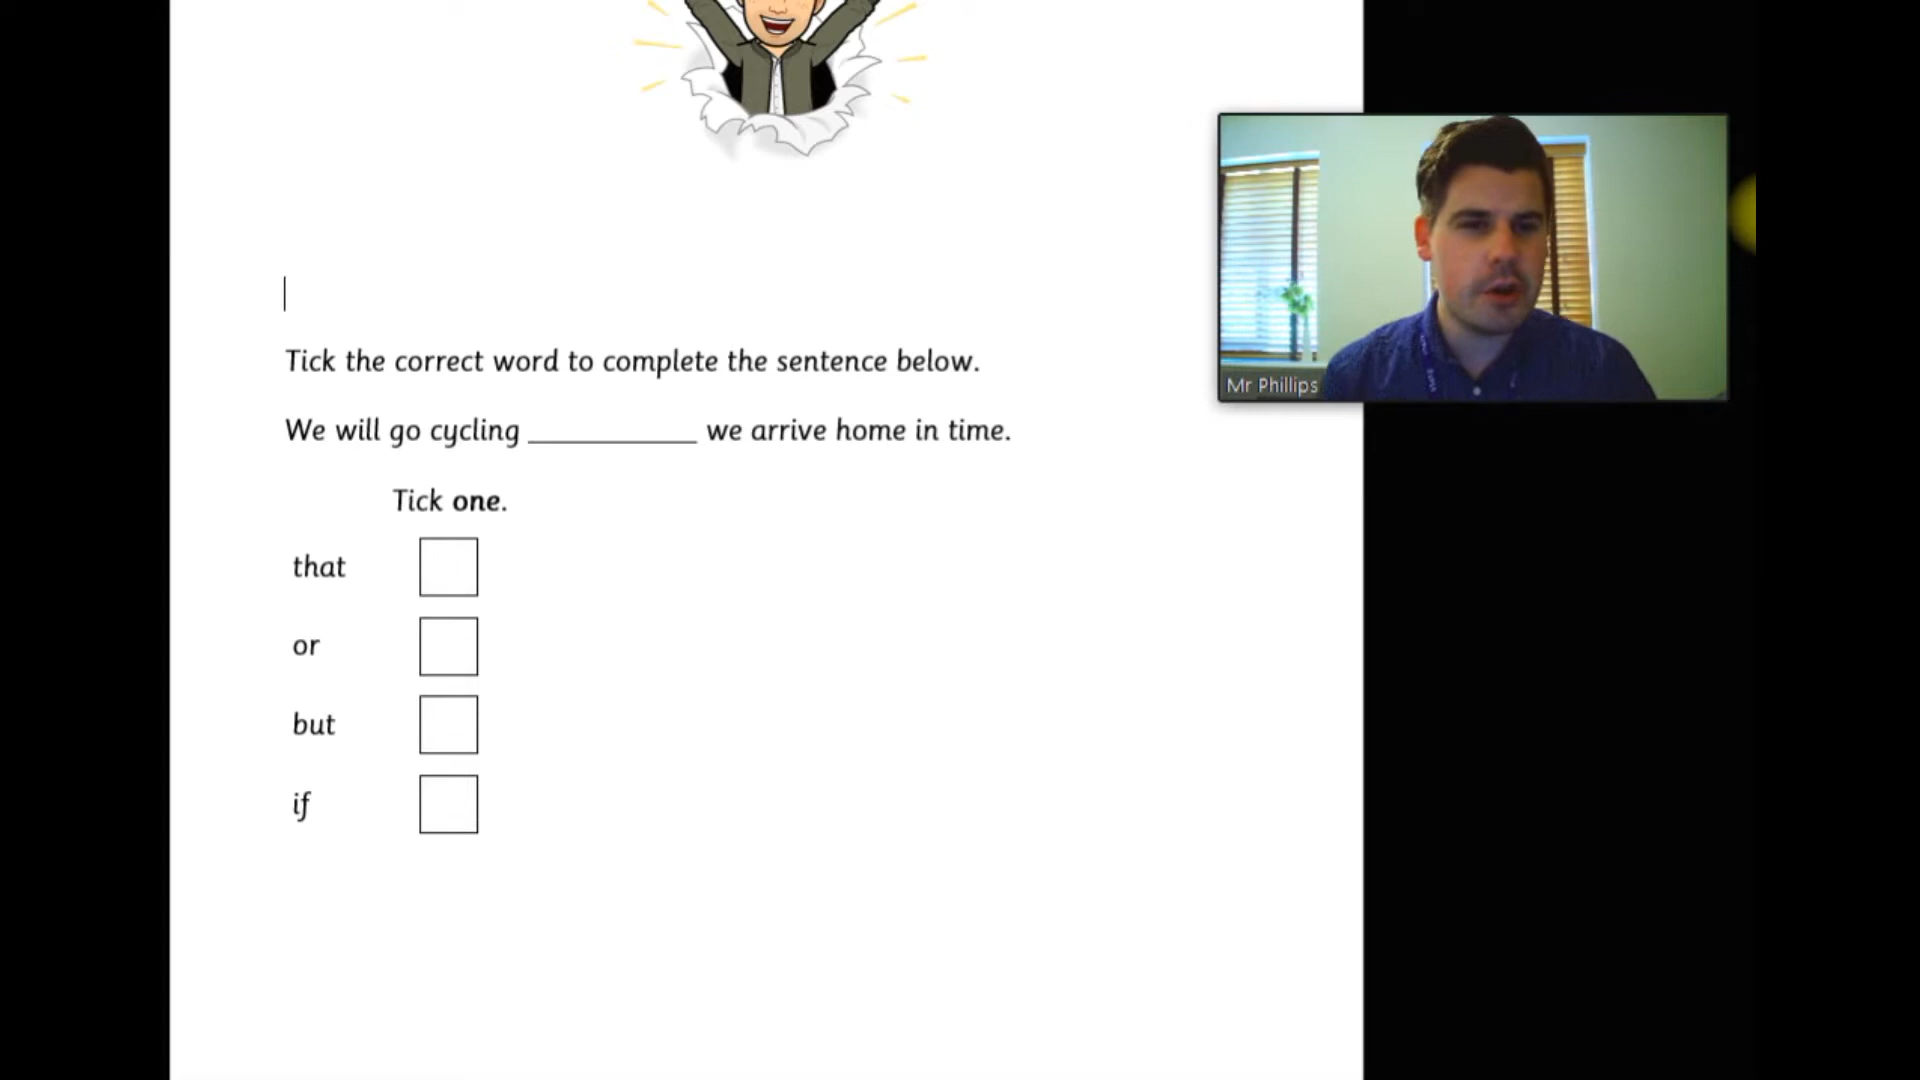 Tick the correct word to complete the sentence below.
We will go cycling ____________ we arrive home in time.
Tick one.
that
or
but
if
Mr Phillips